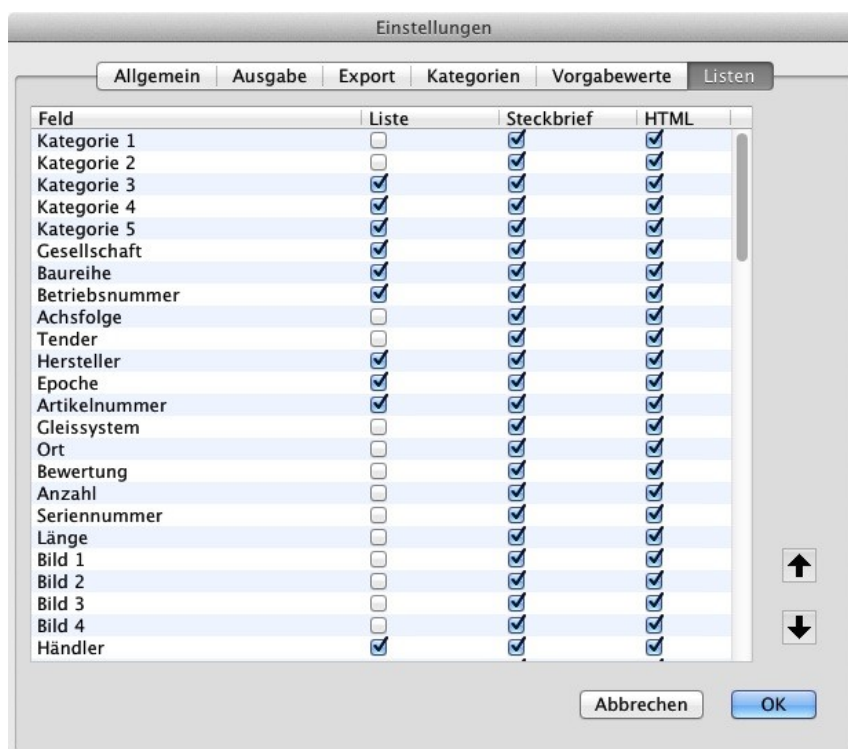 Einstellungen
Allgemein Ausgabe Export Kategorien Vorgabewerte Listen
Feld Liste Steckbrief HTML
Kategorie 1
Kategorie 2
Kategorie 3
Kategorie 4
Kategorie 5
Gesellschaft
Baureihe
Betriebsnummer
Achsfolge
Tender
Hersteller
Epoche
Artikelnummer
Gleissystem
Ort
Bewertung
Anzahl
Seriennummer
Länge
Bild 1
Bild 2
Bild 3
Bild 4
Händler
Abbrechen OK